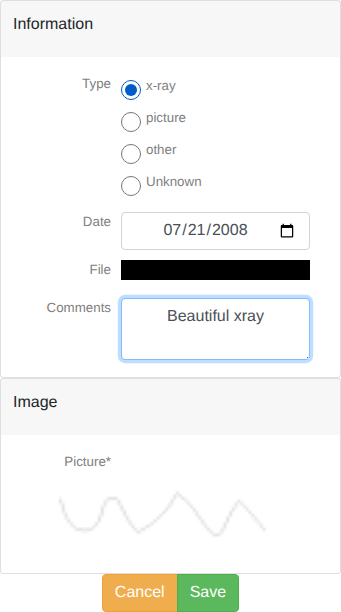 Information
Type
x-ray
picture
other
Unknown
Date
07/21/2008
File
Comments
Beautiful xray
Image
Picture*
Cancel
Save